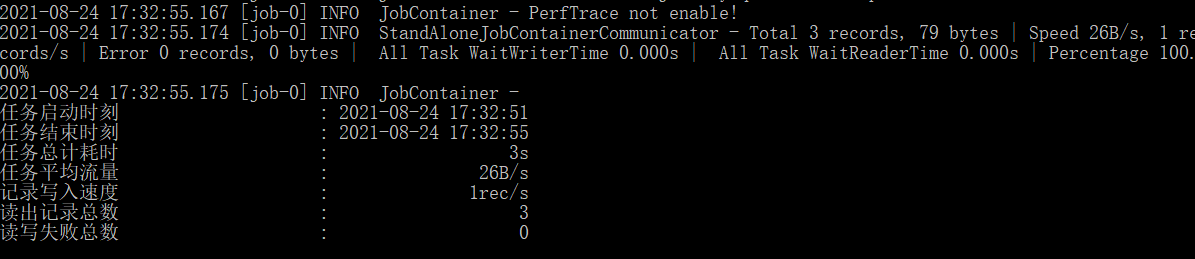 2021-08-24 17:32:55.167 [job-0] INFO  JobContainer - PerfTrace not enable!
2021-08-24 17:32:55.174 [job-0] INFO  StandAloneJobContainerCommunicator - Total 3 records, 79 bytes | Speed 26B/s, 1 re
cords/s | Error 0 records, 0 bytes |  All Task WaitWriterTime 0.000s |  All Task WaitReaderTime 0.000s | Percentage 100.
00%
2021-08-24 17:32:55.175 [job-0] INFO  JobContainer -
任务启动时刻                    : 2021-08-24 17:32:51
任务结束时刻                    : 2021-08-24 17:32:55
任务总计耗时                    :                  3s
任务平均流量                    :               26B/s
记录写入速度                    :              1rec/s
读出记录总数                    :                   3
读写失败总数                    :                   0